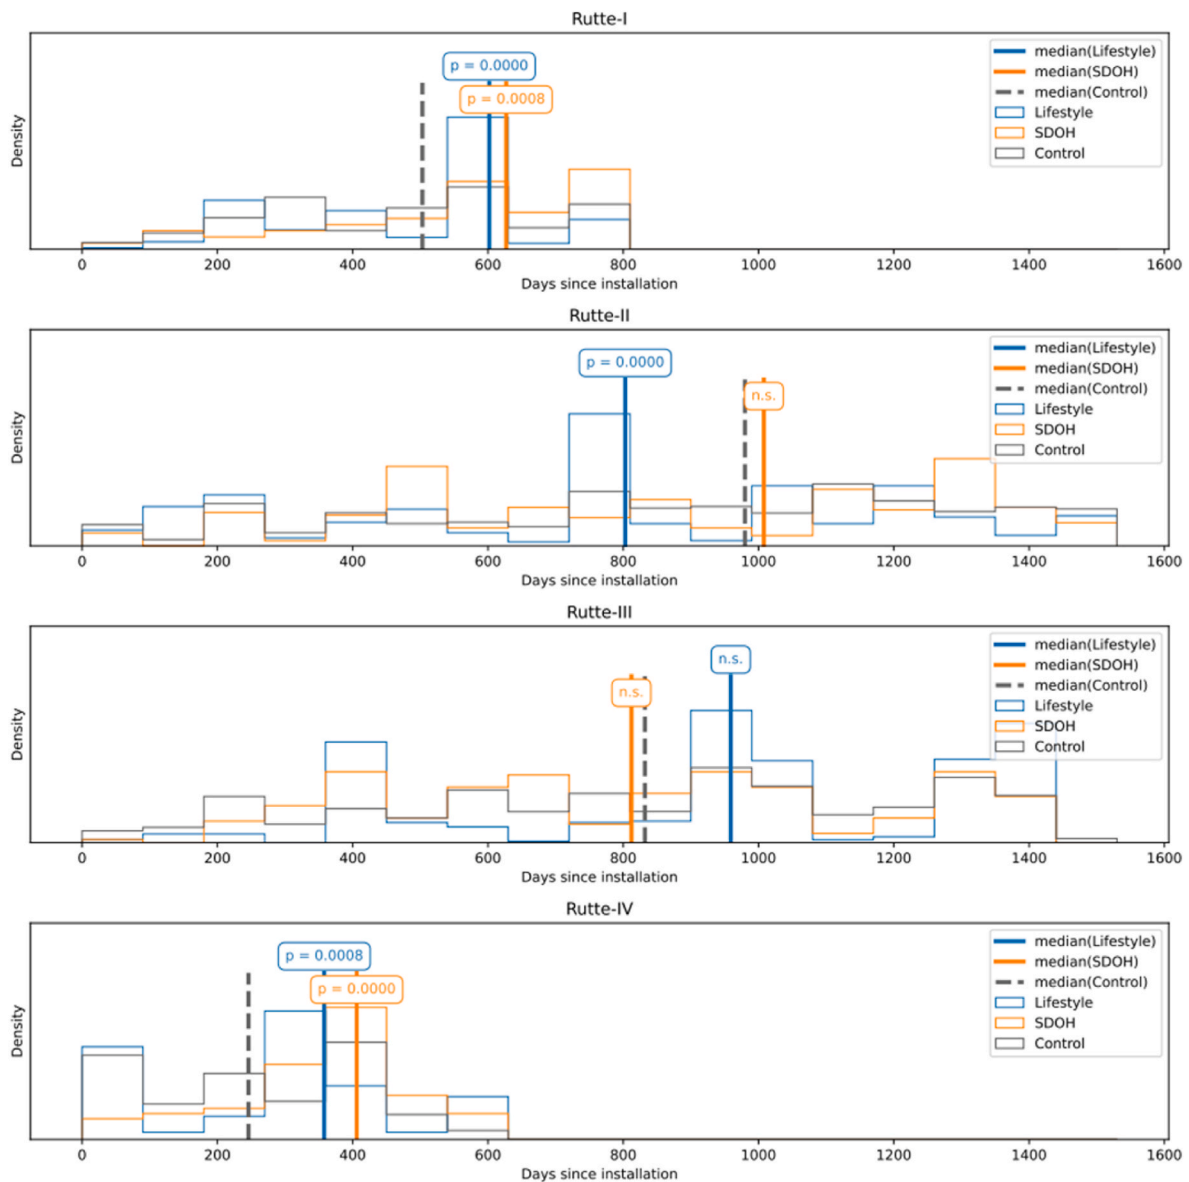 Rutte-I
p = 0.0000
p = 0.0008
median(Lifestyle)
median(SDOH)
median(Control)
Lifestyle
SDOH
Control
Density
0 200 400 600 800 1000 1200 1400 1600
Days since installation
Rutte-II
p = 0.0000
n.s.
median(Lifestyle)
median(SDOH)
median(Control)
Lifestyle
SDOH
Control
Density
0 200 400 600 800 1000 1200 1400 1600
Days since installation
Rutte-III
n.s.
n.s.
median(Lifestyle)
median(SDOH)
median(Control)
Lifestyle
SDOH
Control
Density
0 200 400 600 800 1000 1200 1400 1600
Days since installation
Rutte-IV
p = 0.0008
p = 0.0000
median(Lifestyle)
median(SDOH)
median(Control)
Lifestyle
SDOH
Control
Density
0 200 400 600 800 1000 1200 1400 1600
Days since installation